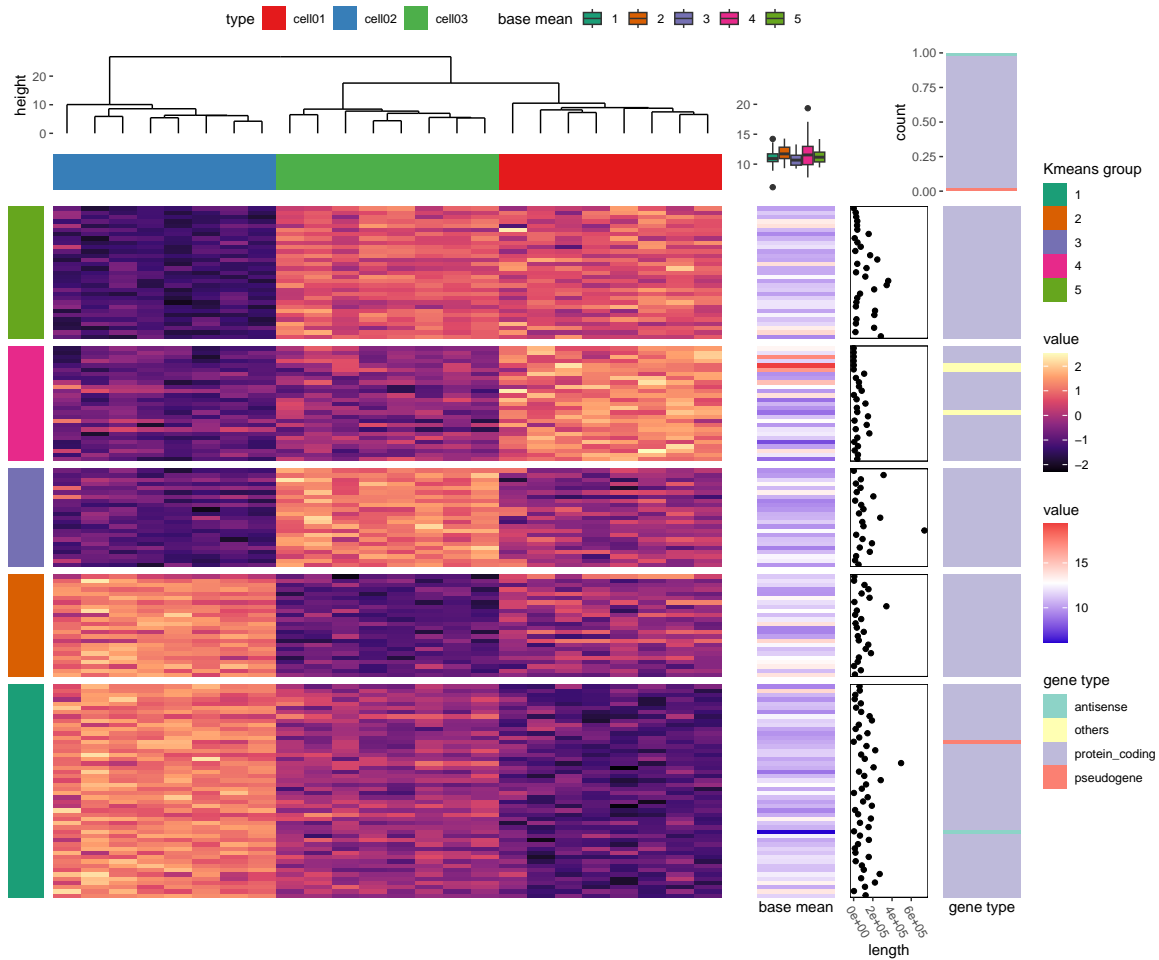 type cell01 cell02 cell03 base mean 1 2 3 4 5
height
20
10
0
20
15
10
count
1.00
0.75
0.50
0.25
0.00
Kmeans group
1
2
3
4
5
value
2
1
0
−1
−2
value
15
10
gene type
antisense
others
protein_coding
pseudogene
base mean
0e+00 2e+05 4e+05 6e+05
length
gene type